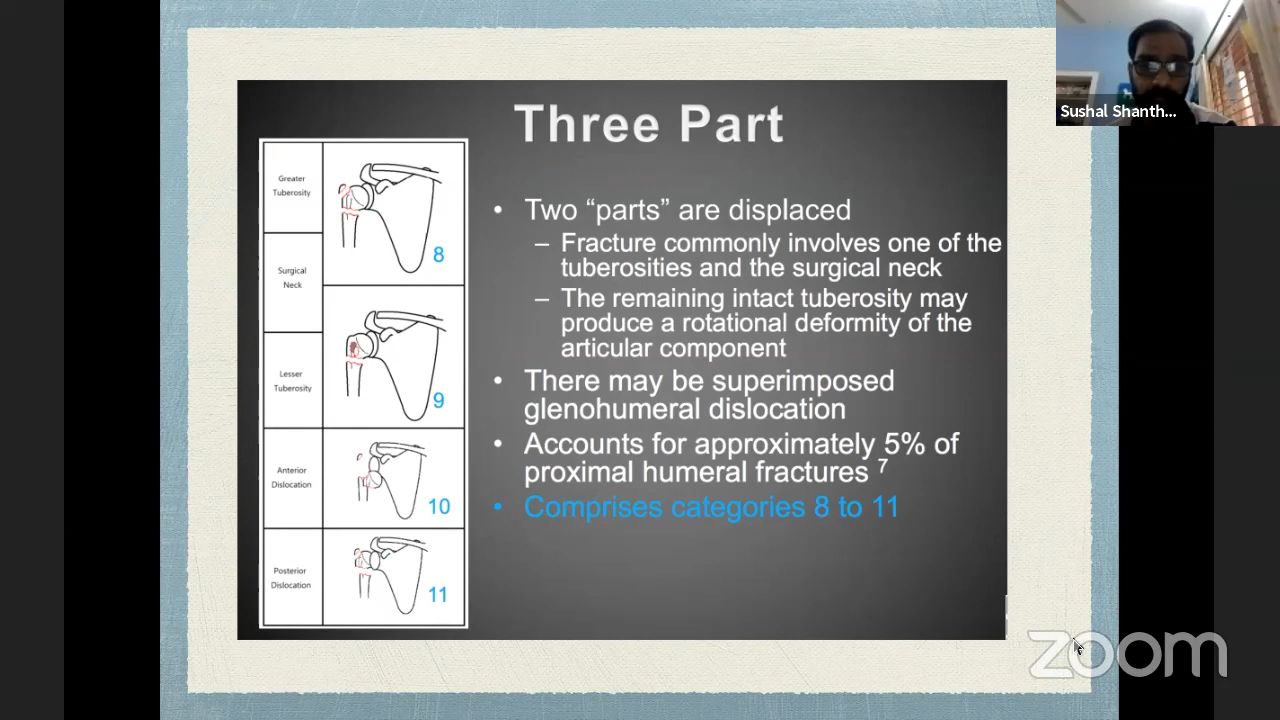 Three Part
Greater
Tuberosity
Surgical
Neck
Lesser
Tuberosity
Anterior
Dislocation
Posterior
Dislocation
8
9
10
11
• Two “parts” are displaced
– Fracture commonly involves one of the
tuberosities and the surgical neck
– The remaining intact tuberosity may
produce a rotational deformity of the
articular component
• There may be superimposed
glenohumeral dislocation
• Accounts for approximately 5% of
proximal humeral fractures 7
• Comprises categories 8 to 11
Sushal Shanth...
zoom